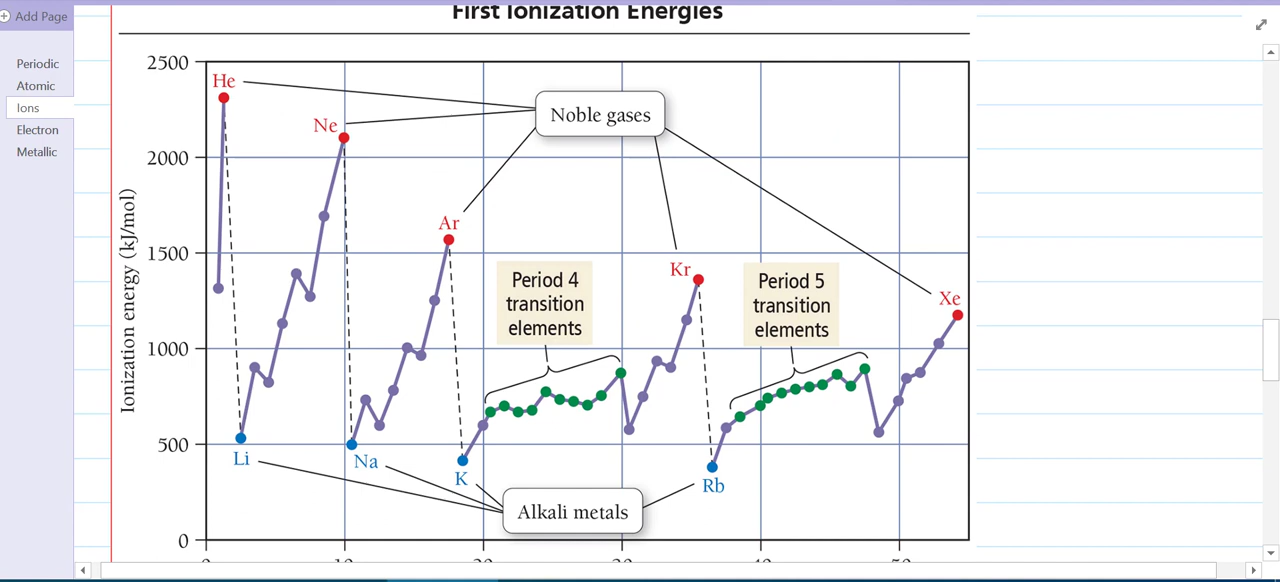 Add Page
Periodic
Atomic
Ions
Electron
Metallic
First Ionization Energies
Ionization energy (kJ/mol)
2500
2000
1500
1000
500
0
He
Ne
Ar
Kr
Xe
Noble gases
Period 4
transition
elements
Period 5
transition
elements
Li
Na
K
Rb
Alkali metals